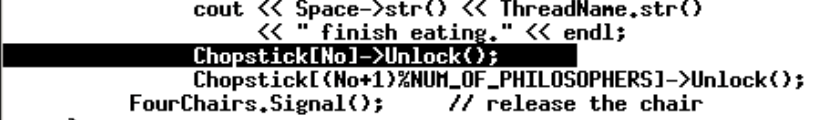 cout << Space->str() << ThreadName.str()
<< " finish eating." << endl;
Chopstick[No]->Unlock();
Chopstick[(No+1)%NUM_OF_PHILOSOPHERS]->Unlock();
FourChairs.Signal(); // release the chair